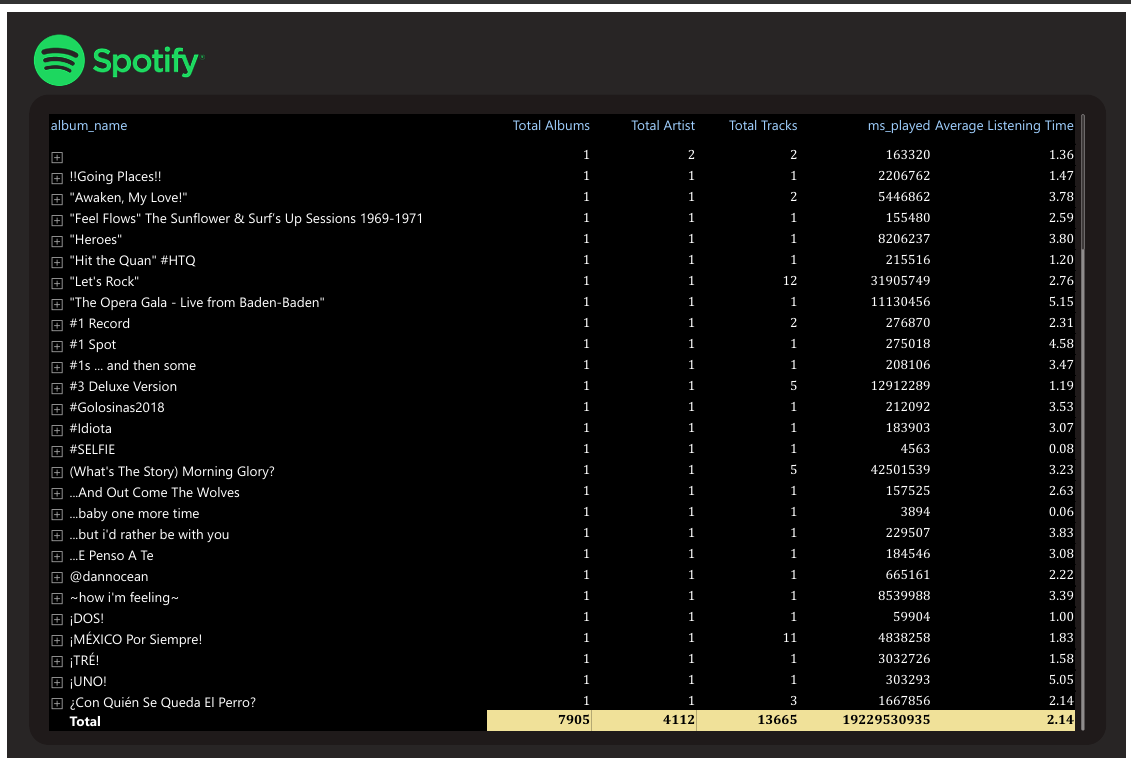 Spotify
album_name Total Albums Total Artist Total Tracks ms_played Average Listening Time
1 2 2 163320 1.36
!!Going Places!! 1 1 1 2206762 1.47
"Awaken, My Love!" 1 1 2 5446862 3.78
"Feel Flows" The Sunflower & Surf's Up Sessions 1969-1971 1 1 1 155480 2.59
"Heroes" 1 1 1 8206237 3.80
"Hit the Quan" #HTQ 1 1 1 215516 1.20
"Let's Rock" 1 1 12 31905749 2.76
"The Opera Gala - Live from Baden-Baden" 1 1 1 11130456 5.15
#1 Record 1 1 2 276870 2.31
#1 Spot 1 1 1 275018 4.58
#1s ... and then some 1 1 1 208106 3.47
#3 Deluxe Version 1 1 5 12912289 1.19
#Golosinas2018 1 1 1 212092 3.53
#Idiota 1 1 1 183903 3.07
#SELFIE 1 1 1 4563 0.08
(What's The Story) Morning Glory? 1 1 5 42501539 3.23
...And Out Come The Wolves 1 1 1 157525 2.63
...baby one more time 1 1 1 3894 0.06
...but i'd rather be with you 1 1 1 229507 3.83
...E Penso A Te 1 1 1 184546 3.08
@dannocean 1 1 1 665161 2.22
~how i'm feeling~ 1 1 1 8539988 3.39
¡DOS! 1 1 1 59904 1.00
¡MÉXICO Por Siempre! 1 1 11 4838258 1.83
¡TRÉ! 1 1 1 3032726 1.58
¡UNO! 1 1 1 303293 5.05
¿Con Quién Se Queda El Perro? 1 1 3 1667856 2.14
Total 7905 4112 13665 19229530935 2.14